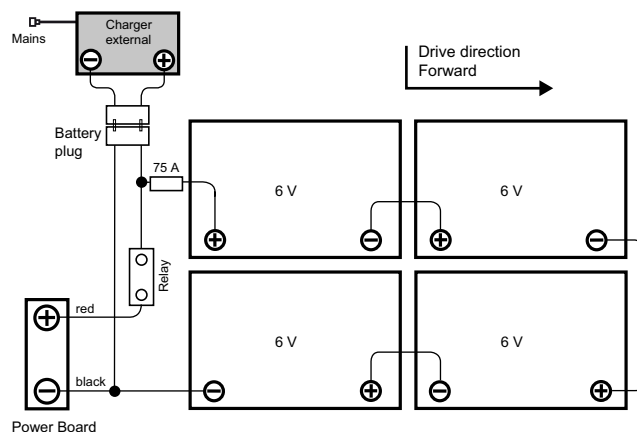 Charger
external
Mains
Drive direction
Forward
Battery
plug
75 A
6 V
6 V
Relay
red
6 V
6 V
black
Power Board